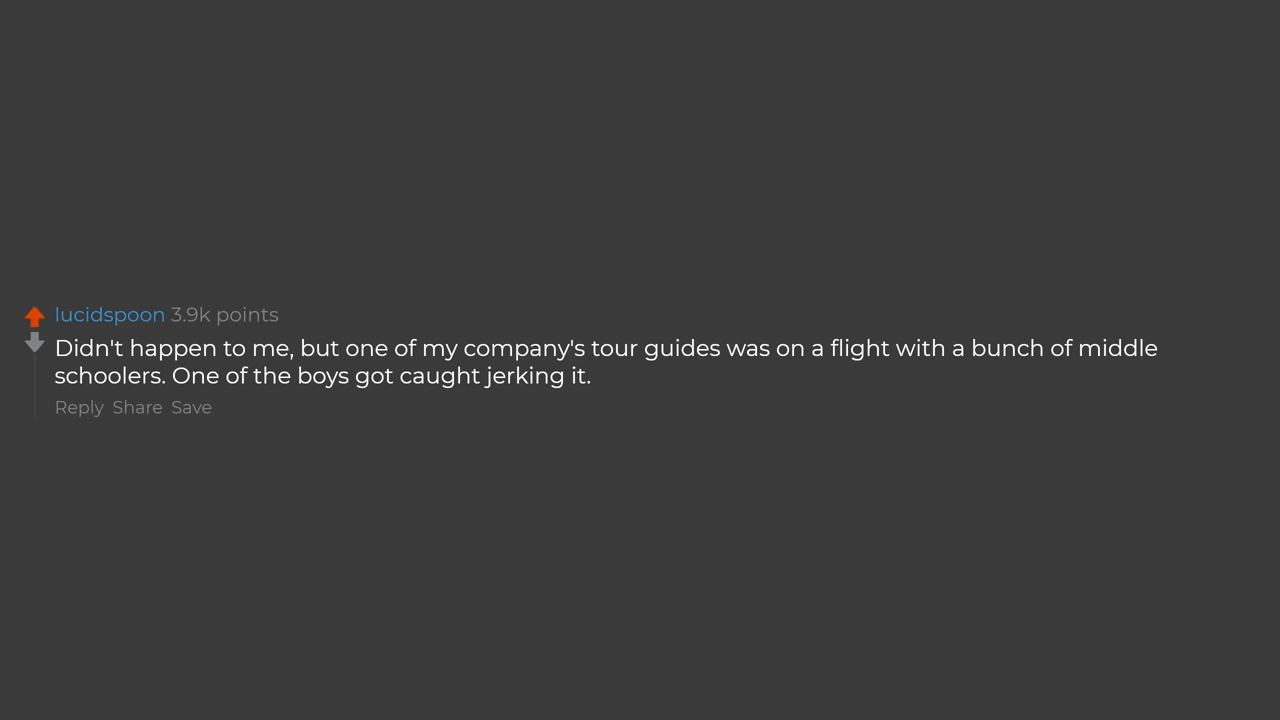 lucidspoon 3.9k points
Didn't happen to me, but one of my company's tour guides was on a flight with a bunch of middle
schoolers. One of the boys got caught jerking it.
Reply Share Save